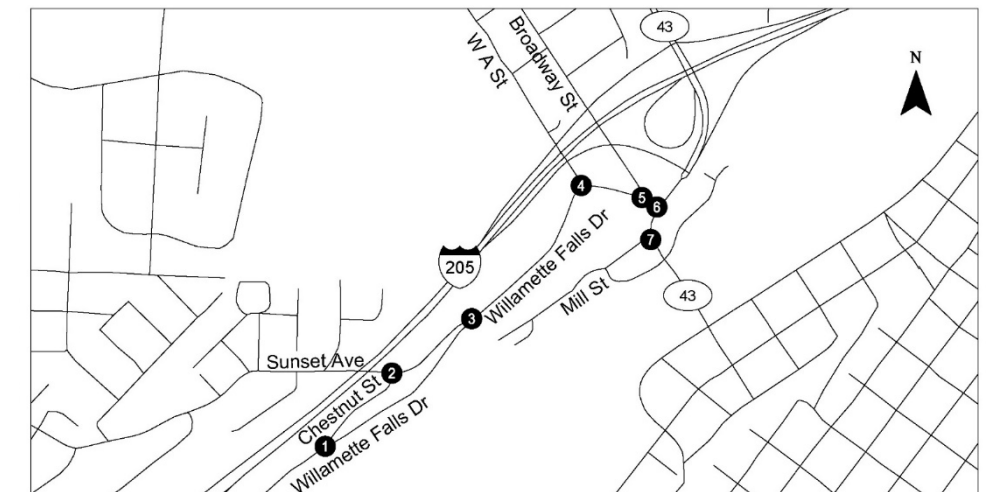 43
N
Broadway St
W A St
4
5
6
7
Willamette Falls Dr
205
43
Mill St
3
Sunset Ave
2
Chestnut St
1
Willamette Falls Dr